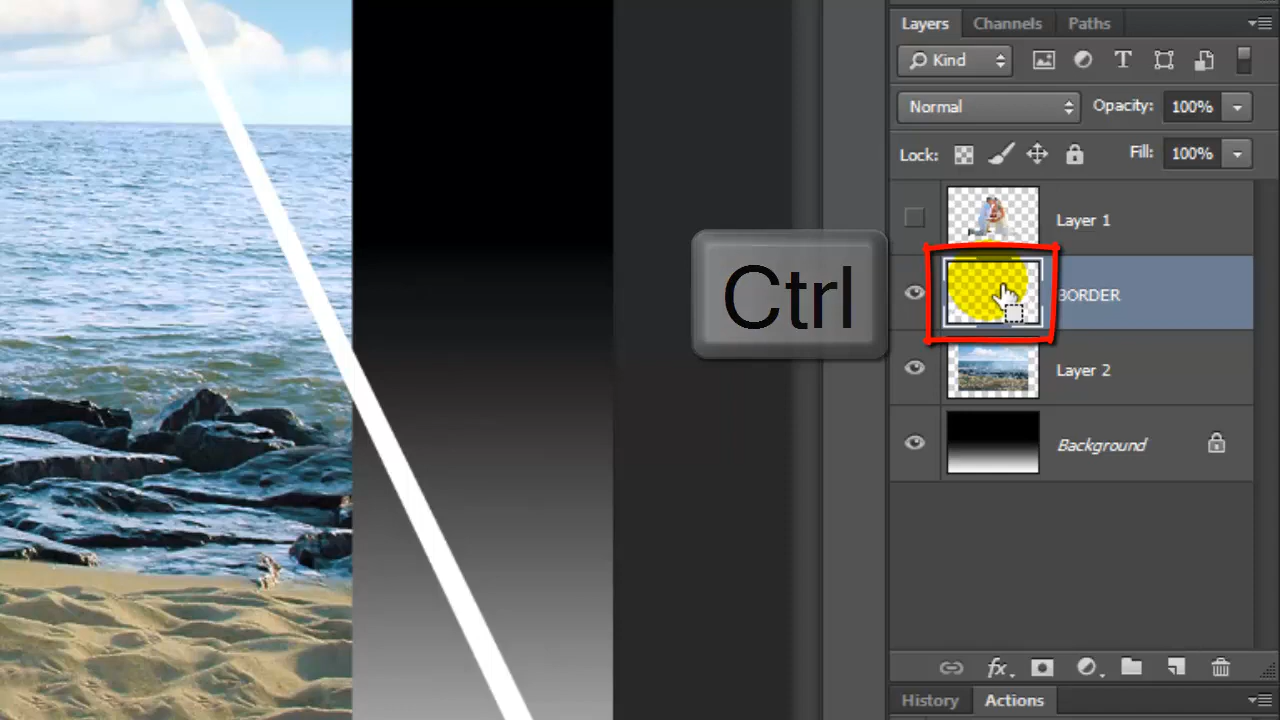 Layers Channels Paths
Kind
Normal Opacity: 100%
Lock: Fill: 100%
Layer 1
Ctrl
BORDER
Layer 2
Background
fx
History Actions